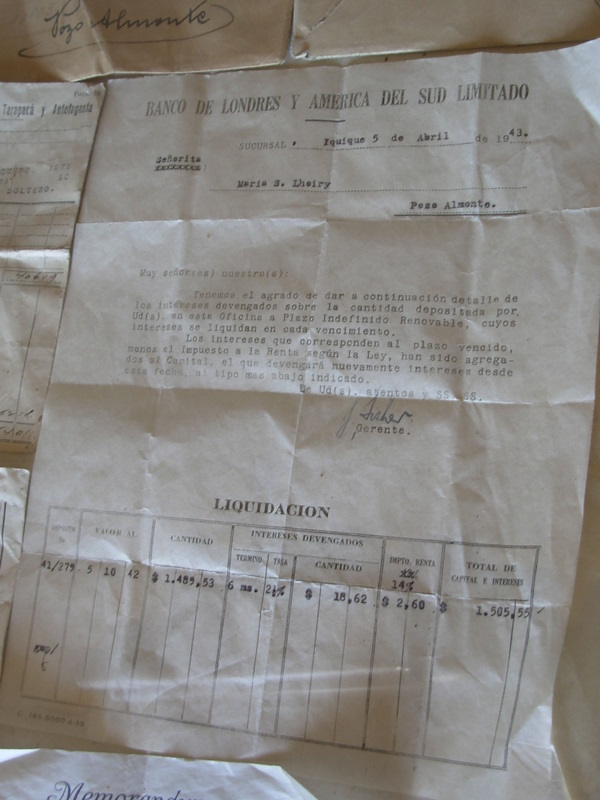 Pozo Almonte
Tarapacá y Antofagasta
SOLTERO.
BANCO DE LONDRES Y AMERICA DEL SUD LIMITADO
SUCURSAL, Iquique 5 de Abril de 1943.
Señorita
xxxxxxxx:
Maria S. Lheiry
Pozo Almonte.
Muy señor(es) nuestro(s):
Tenemos el agrado de dar a continuación detalle de
los intereses devengados sobre la cantidad depositada por
Ud(s). en esta Oficina a Plazo Indefinido Renovable, cuyos
intereses se liquidan en cada vencimiento.
Los intereses que corresponden al plazo vencido,
menos el Impuesto a la Renta según la Ley, han sido agrega-
dos al Capital, el que devengará nuevamente intereses desde
esta fecha, al tipo mas abajo indicado.
De Ud(s). atentos y SS. SS.
Gerente.
LIQUIDACION
DEPOSITO No VALOR AL CANTIDAD INTERESES DEVENGADOS IMPTO. RENTA TOTAL DE CAPITAL E INTERESES
TERMINO TASA CANTIDAD 14%
41/279 5 10 42 $ 1.489,53 6 ms. 2½% $ 18,62 $ 2,60 $ 1.505,55
Memorandum